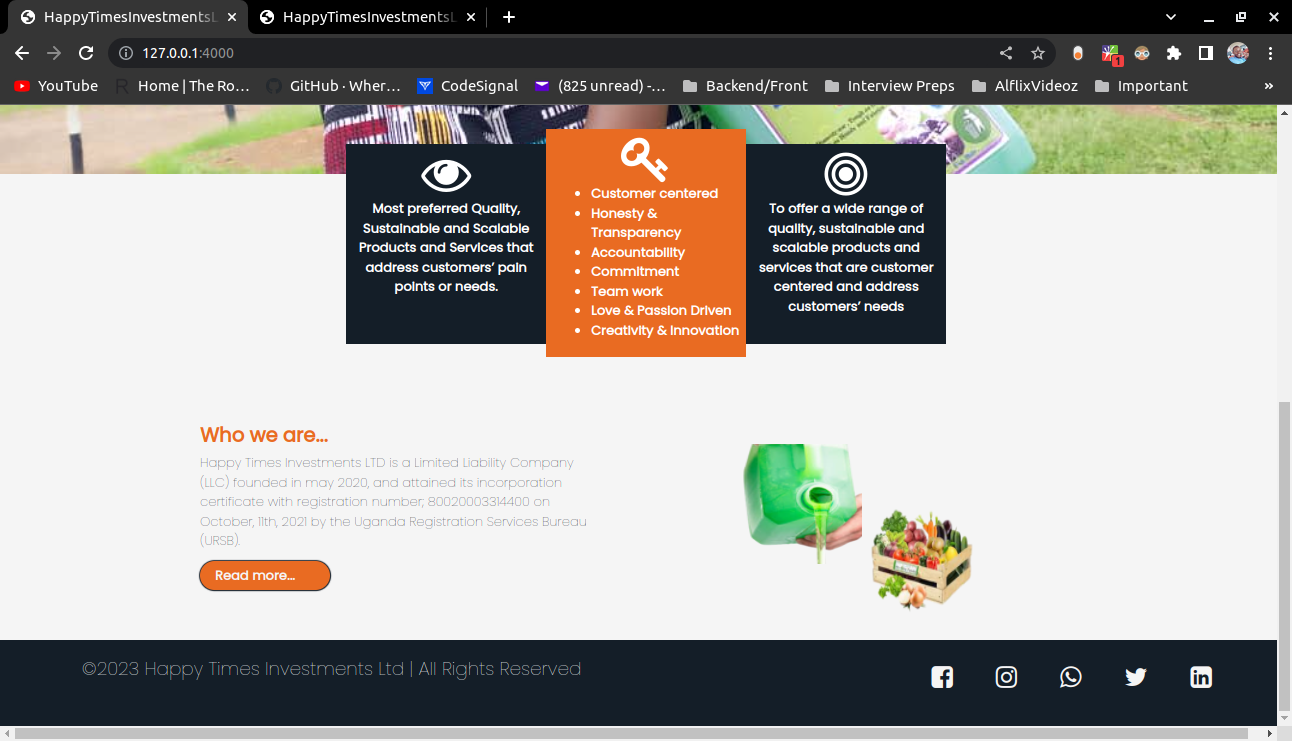 HappyTimesInvestmentsL
HappyTimesInvestmentsL
127.0.0.1:4000
1
YouTube
Home | The Ro...
GitHub · Wher...
CodeSignal
(825 unread) -...
Backend/Front
Interview Preps
AlflixVideoz
Important
Most preferred Quality,
Sustainable and Scalable
Products and Services that
address customers' pain
points or needs.
Customer centered
Honesty &
Transparency
Accountability
Commitment
Team work
Love & Passion Driven
Creativity & Innovation
To offer a wide range of
quality, sustainable and
scalable products and
services that are customer
centered and address
customers' needs
Who we are...
Happy Times Investments LTD is a Limited Liability Company
(LLC) founded in may 2020, and attained its incorporation
certificate with registration number; 80020003314400 on
October, 11th, 2021 by the Uganda Registration Services Bureau
(URSB).
Read more...
©2023 Happy Times Investments Ltd | All Rights Reserved